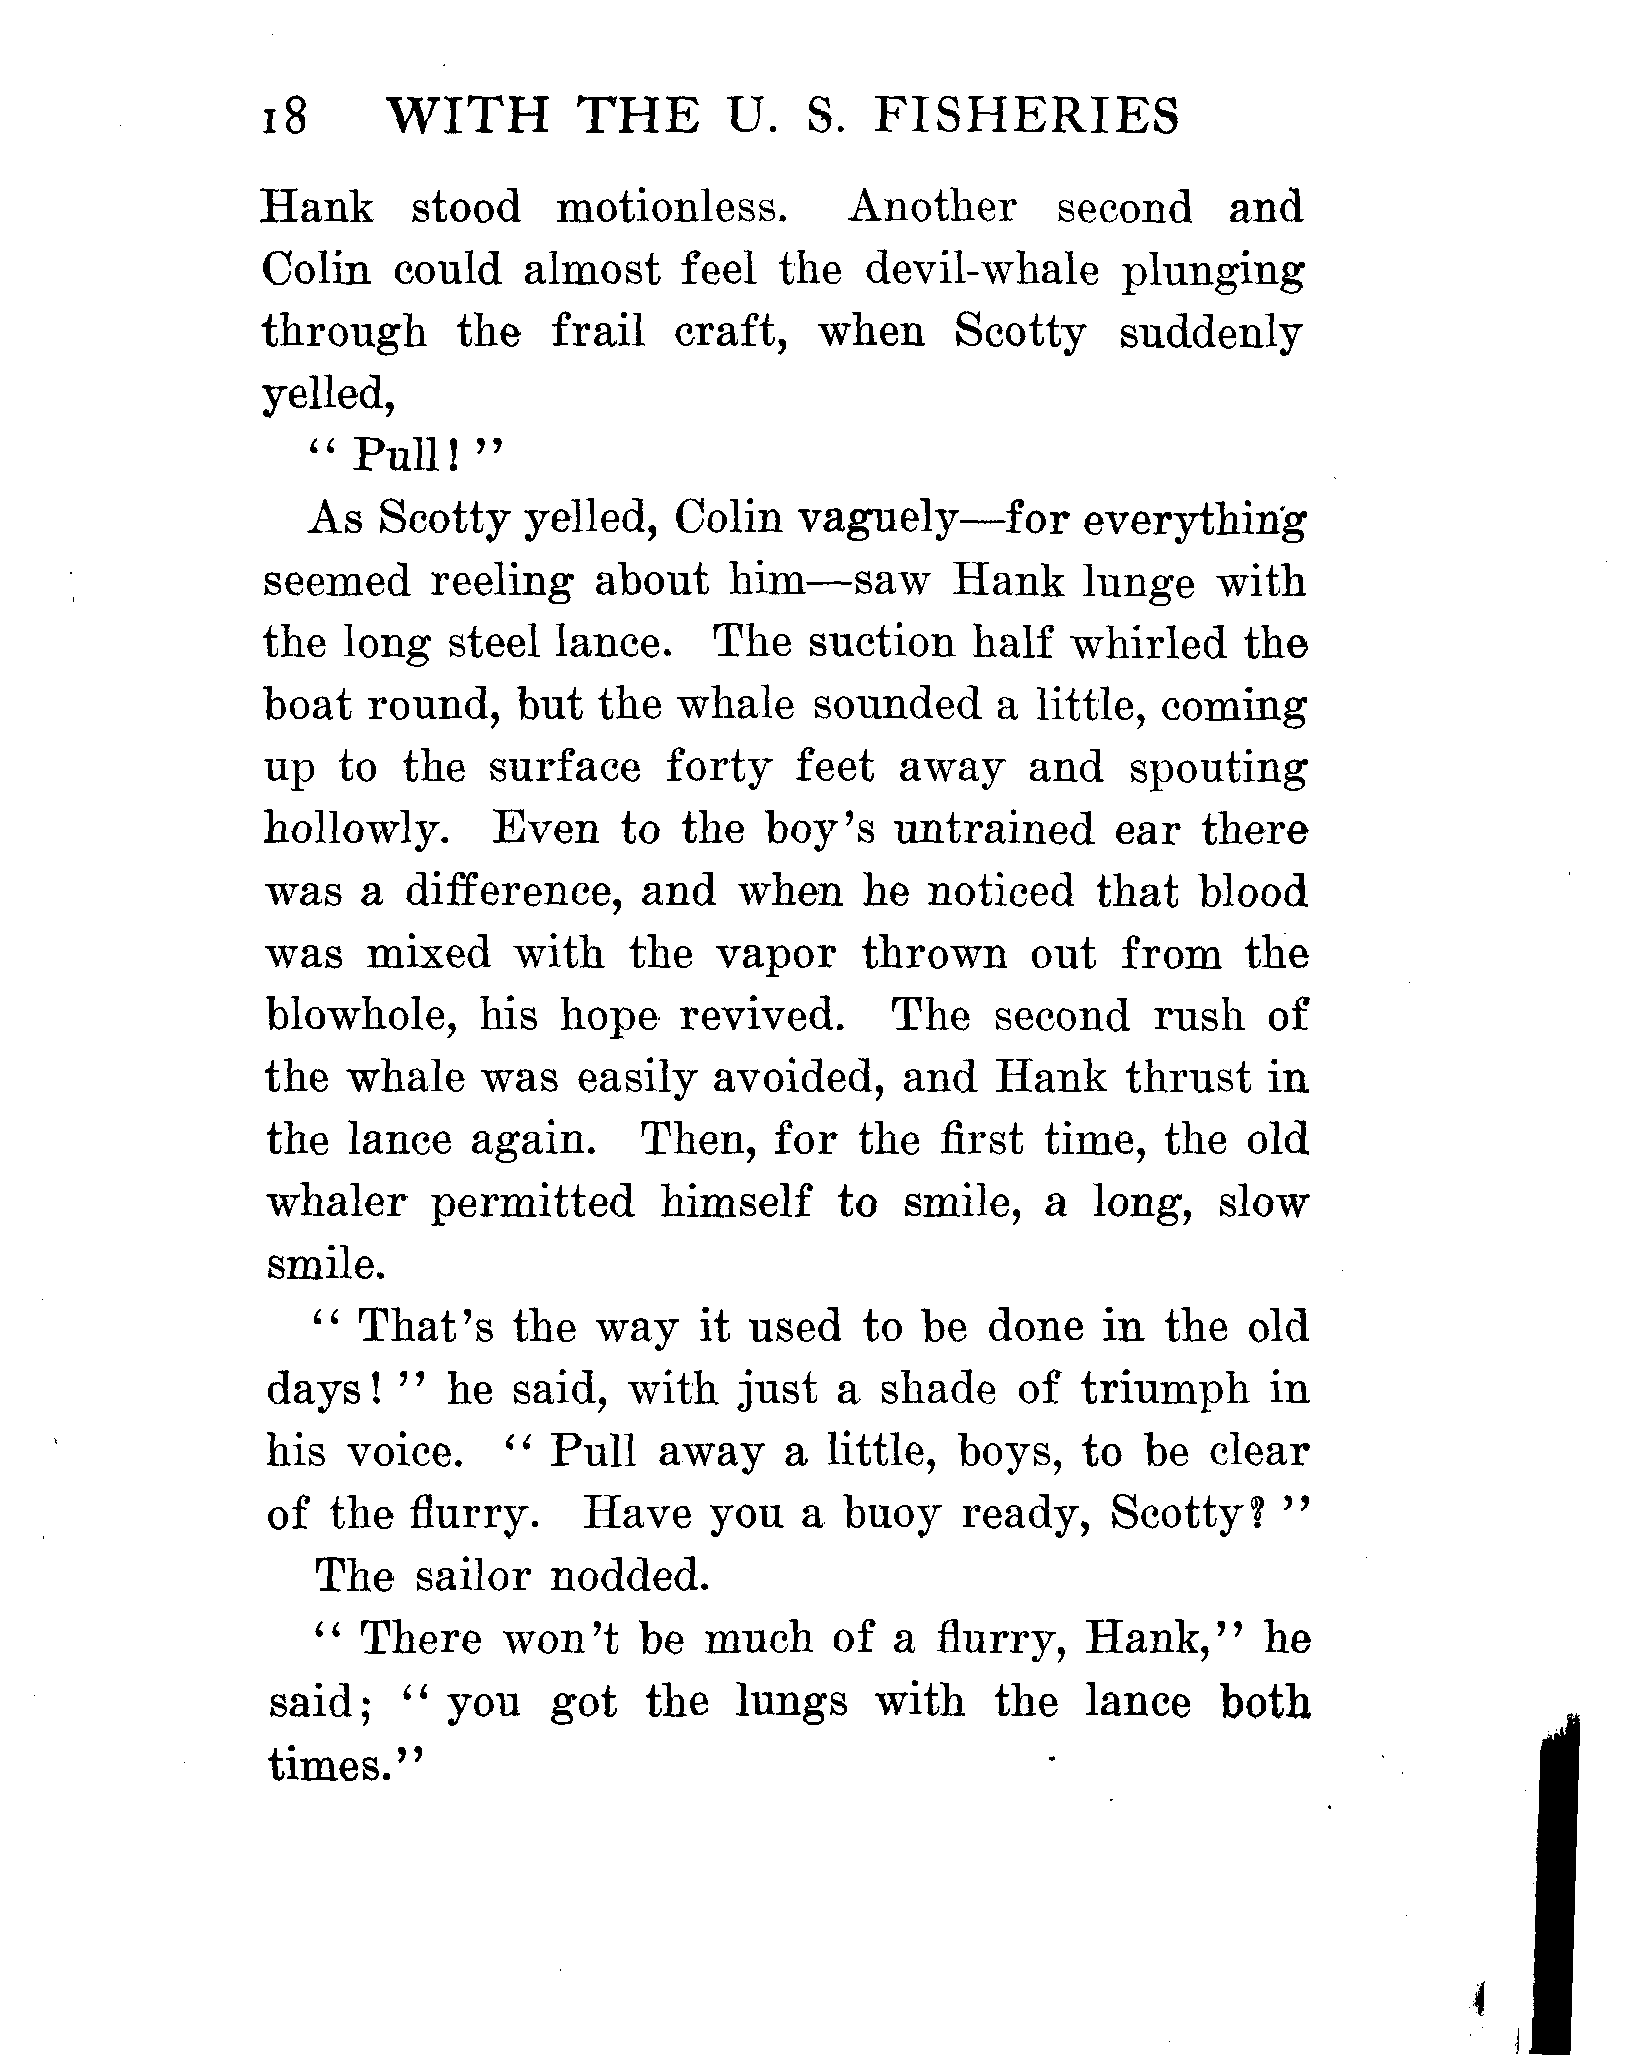 18 WITH THE U. S. FISHERIES
Hank stood motionless. Another second and
Colin could almost feel the devil-whale plunging
through the frail craft, when Scotty suddenly
yelled,
“ Pull! ”
As Scotty yelled, Colin vaguely—for everything
seemed reeling about him—saw Hank lunge with
the long steel lance. The suction half whirled the
boat round, but the whale sounded a little, coming
up to the surface forty feet away and spouting
hollowly. Even to the boy’s untrained ear there
was a difference, and when he noticed that blood
was mixed with the vapor thrown out from the
blowhole, his hope revived. The second rush of
the whale was easily avoided, and Hank thrust in
the lance again. Then, for the first time, the old
whaler permitted himself to smile, a long, slow
smile.
“ That’s the way it used to be done in the old
days! ” he said, with just a shade of triumph in
his voice. “ Pull away a little, boys, to be clear
of the flurry. Have you a buoy ready, Scotty? ”
The sailor nodded.
“ There won’t be much of a flurry, Hank,” he
said; “ you got the lungs with the lance both
times.”